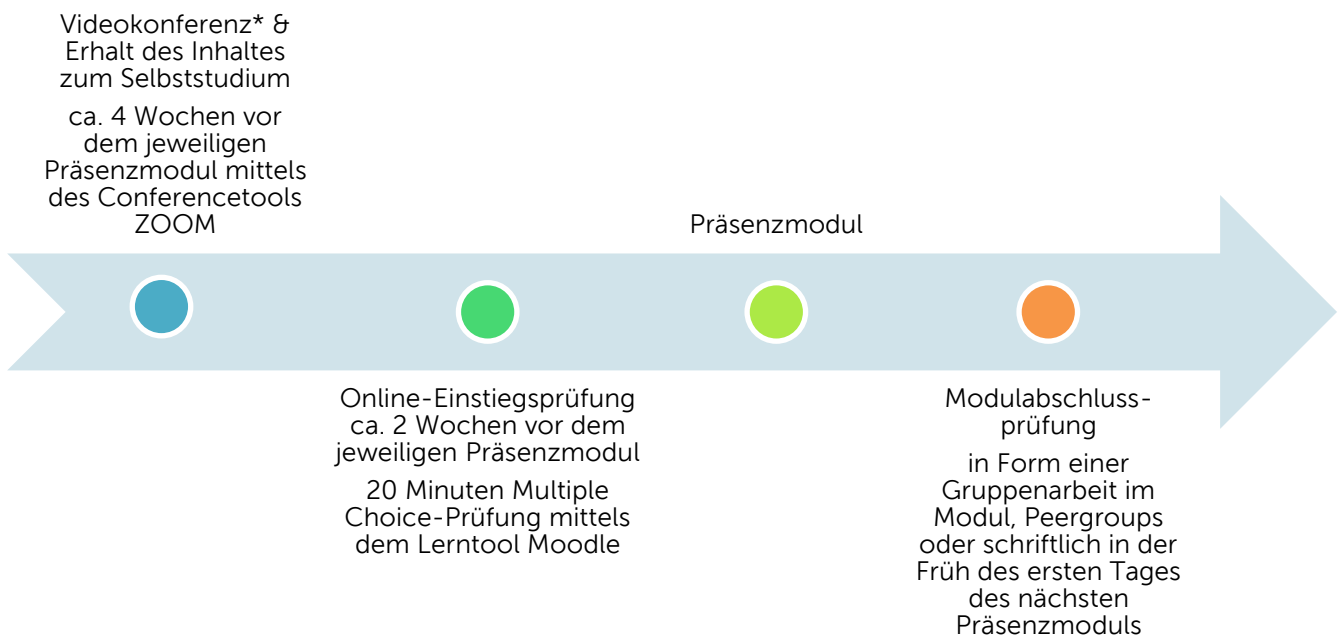 Videokonferenz* &
Erhalt des Inhaltes
zum Selbststudium
ca. 4 Wochen vor
dem jeweiligen
Präsenzmodul mittels
des Conferencetools
ZOOM
Online-Einstiegsprüfung
ca. 2 Wochen vor dem
jeweiligen Präsenzmodul
20 Minuten Multiple
Choice-Prüfung mittels
dem Lerntool Moodle
Präsenzmodul
Modulabschluss-
prüfung
in Form einer
Gruppenarbeit im
Modul, Peergroups
oder schriftlich in der
Früh des ersten Tages
des nächsten
Präsenzmoduls